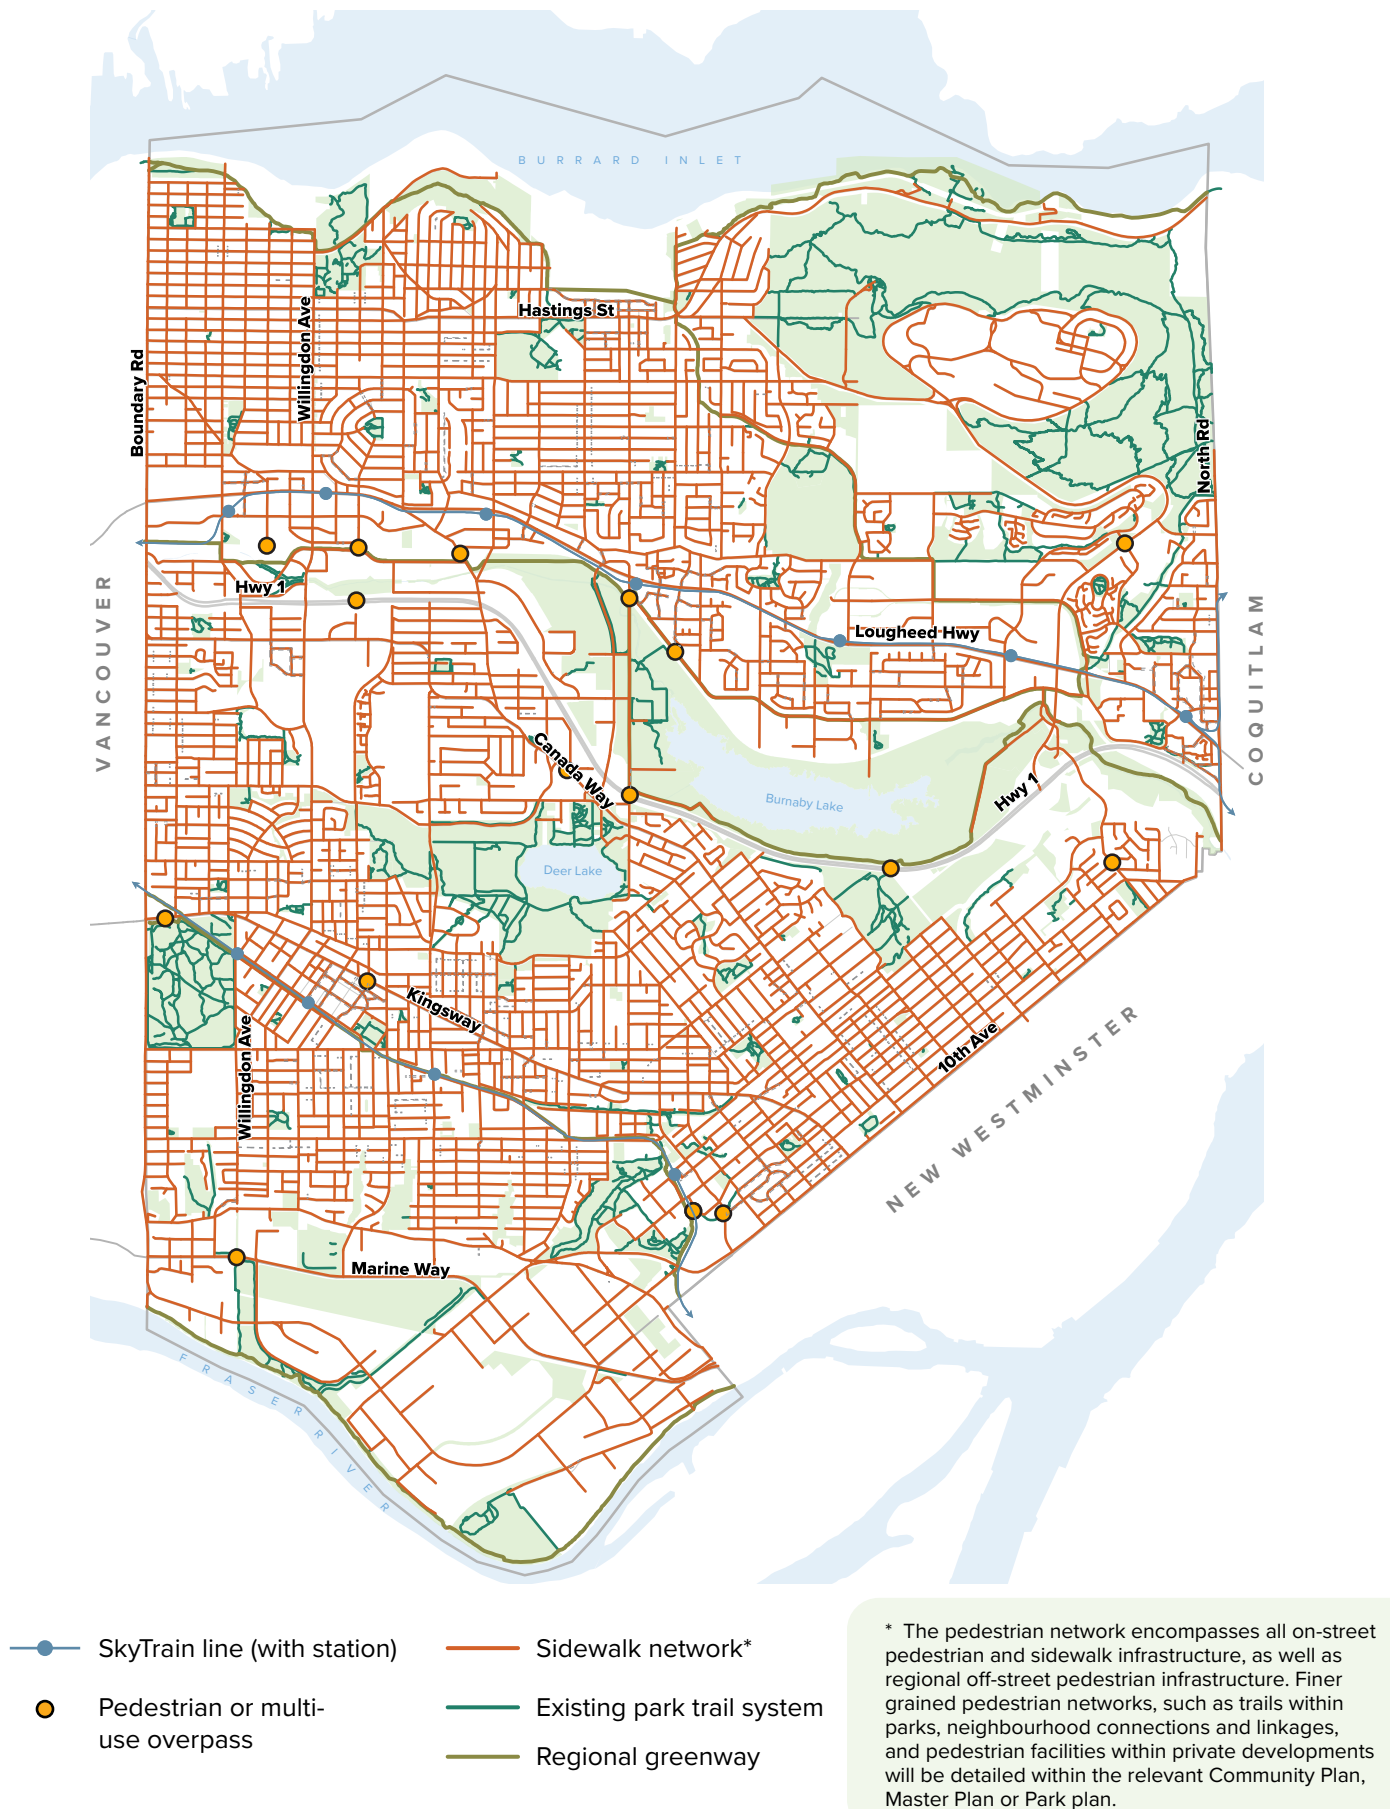 BURRARD INLET
Hastings St
Willingdon Ave
Boundary Rd
North Rd
Hwy 1
VANCOUVER
COQUITLAM
Lougheed Hwy
Canada Way
Hwy 1
Burnaby Lake
Deer Lake
Kingsway
Willingdon Ave
10th Ave
NEW WESTMINSTER
Marine Way
FRASER RIVER
SkyTrain line (with station)
Pedestrian or multi-
use overpass
Sidewalk network*
Existing park trail system
Regional greenway
* The pedestrian network encompasses all on-street
pedestrian and sidewalk infrastructure, as well as
regional off-street pedestrian infrastructure. Finer
grained pedestrian networks, such as trails within
parks, neighbourhood connections and linkages,
and pedestrian facilities within private developments
will be detailed within the relevant Community Plan,
Master Plan or Park plan.